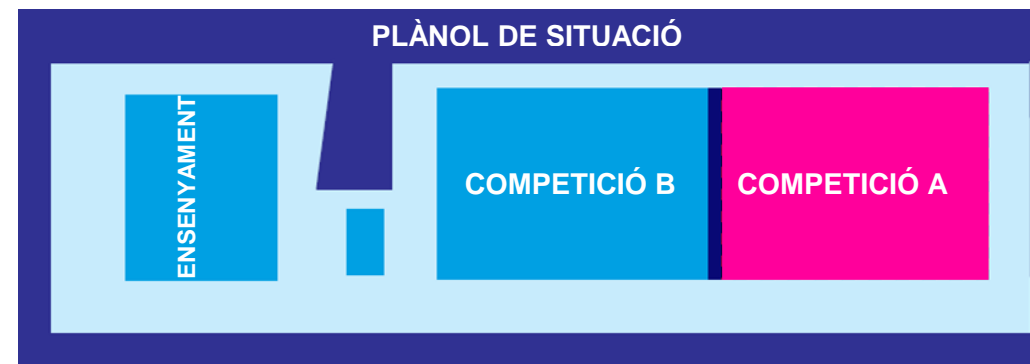 PLÀNOL DE SITUACIÓ
ENSENYAMENT
COMPETICIÓ B
COMPETICIÓ A